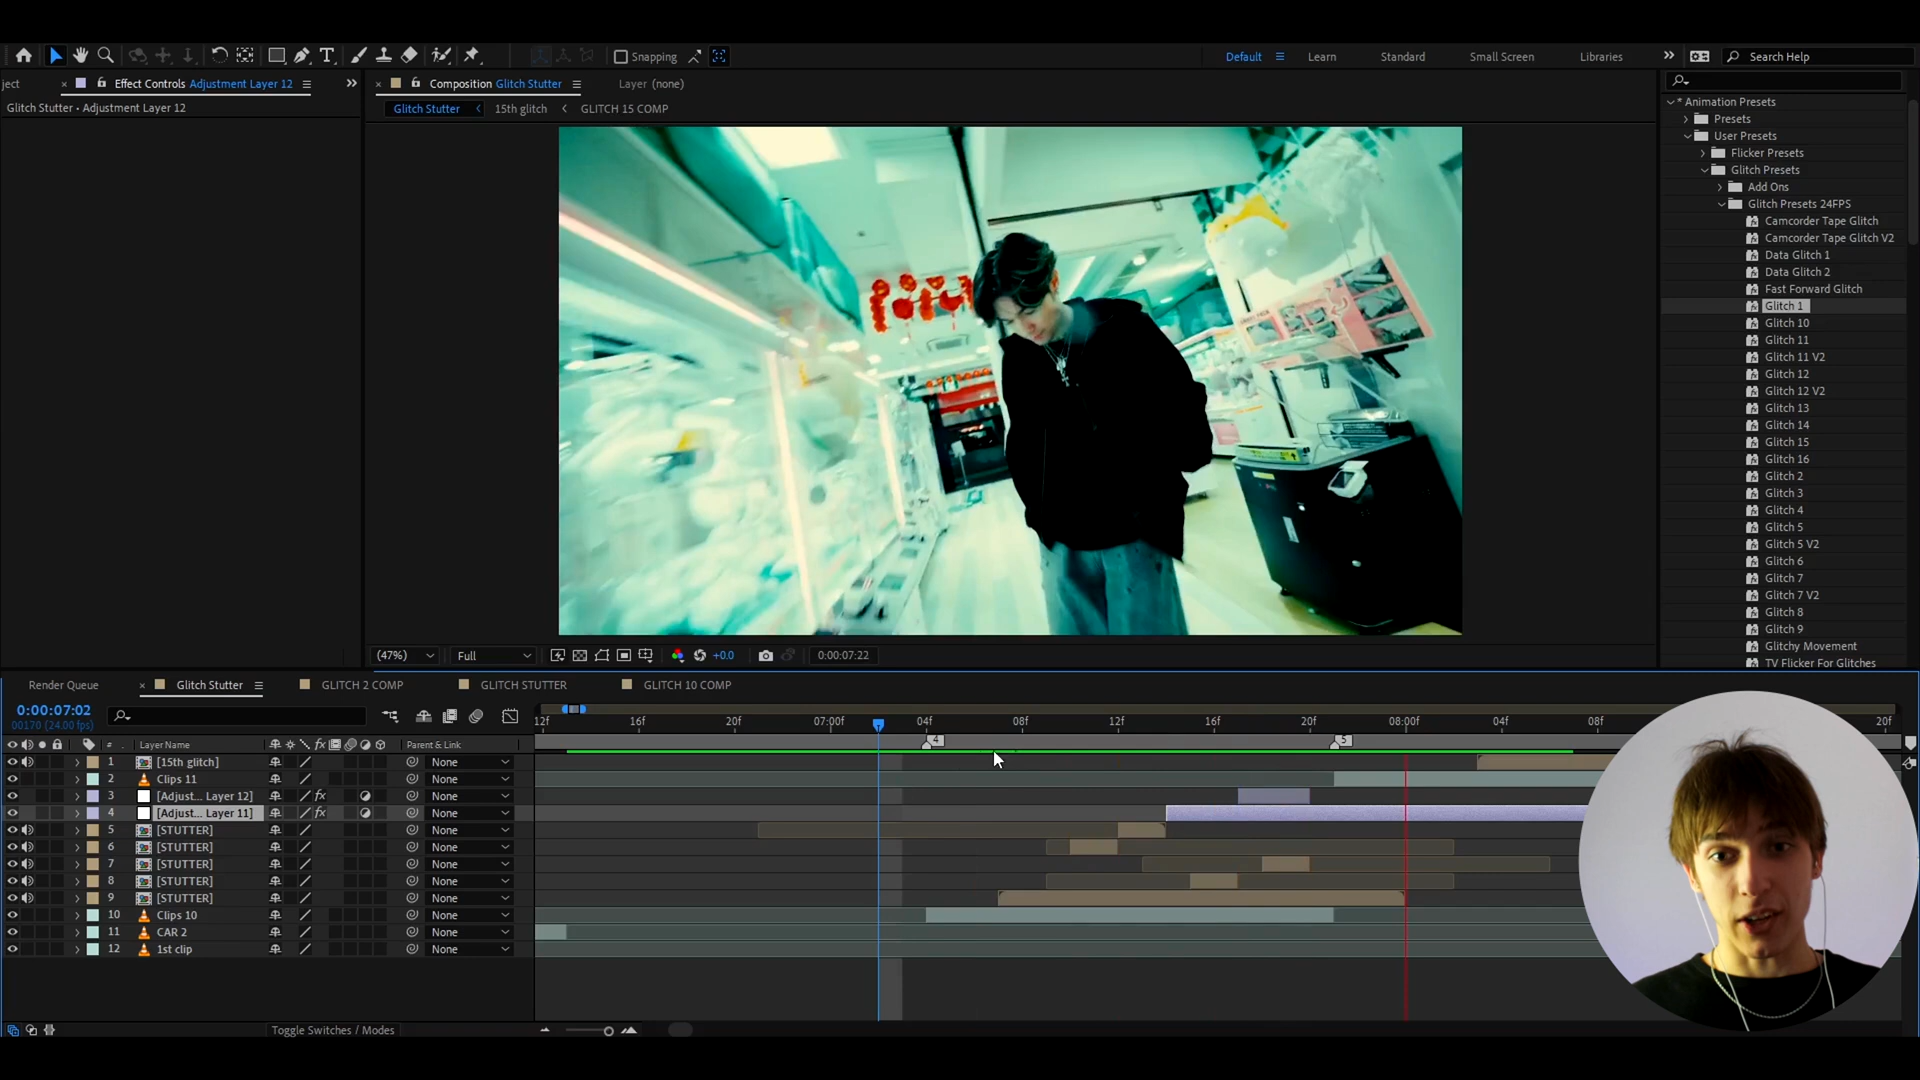 Snapping
Default
Learn
Standard
Small Screen
Libraries
Search Help
ject
Effect Controls Adjustment Layer 12
Composition Glitch Stutter
Layer (none)
Glitch Stutter • Adjustment Layer 12
Glitch Stutter
15th glitch
GLITCH 15 COMP
* Animation Presets
Presets
User Presets
Flicker Presets
Glitch Presets
Add Ons
Glitch Presets 24FPS
Camcorder Tape Glitch
Camcorder Tape Glitch V2
Data Glitch 1
Data Glitch 2
Fast Forward Glitch
Glitch 1
Glitch 10
Glitch 11
Glitch 11 V2
Glitch 12
Glitch 12 V2
Glitch 13
Glitch 14
Glitch 15
Glitch 16
Glitch 2
Glitch 3
Glitch 4
Glitch 5
Glitch 5 V2
Glitch 6
Glitch 7
Glitch 7 V2
Glitch 8
Glitch 9
Glitchy Movement
TV Flicker For Glitches
(47%)
Full
+0.0
0:00:07:22
Render Queue
Glitch Stutter
GLITCH 2 COMP
GLITCH STUTTER
GLITCH 10 COMP
0:00:07:02
00170 (24.00 fps)
12f
16f
20f
07:00f
04f
08f
12f
16f
20f
08:00f
04f
08f
20f
4
5
#
Layer Name
fx
Parent & Link
1 [15th glitch] None
2 Clips 11 None
3 [Adjust... Layer 12] fx None
4 [Adjust... Layer 11] fx None
5 [STUTTER] None
6 [STUTTER] None
7 [STUTTER] None
8 [STUTTER] None
9 [STUTTER] None
10 Clips 10 None
11 CAR 2 None
12 1st clip None
Toggle Switches / Modes